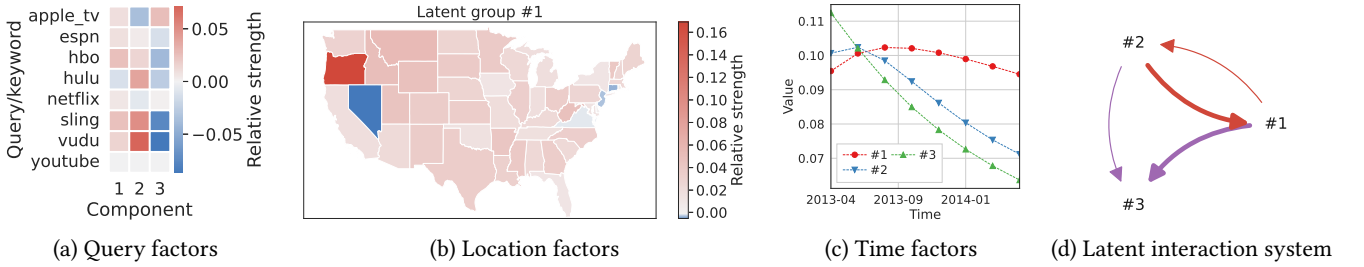 Query/keyword
apple_tv
espn
hbo
hulu
netflix
sling
vudu
youtube
1 2 3
Component
0.05
0.00
−0.05
Relative strength
(a) Query factors
Latent group #1
0.16
0.14
0.12
0.10
0.08
0.06
0.04
0.02
0.00
Relative strength
(b) Location factors
Value
0.11
0.10
0.09
0.08
0.07
#1
#2
#3
2013-04 2013-09 2014-01
Time
(c) Time factors
#2
#1
#3
(d) Latent interaction system